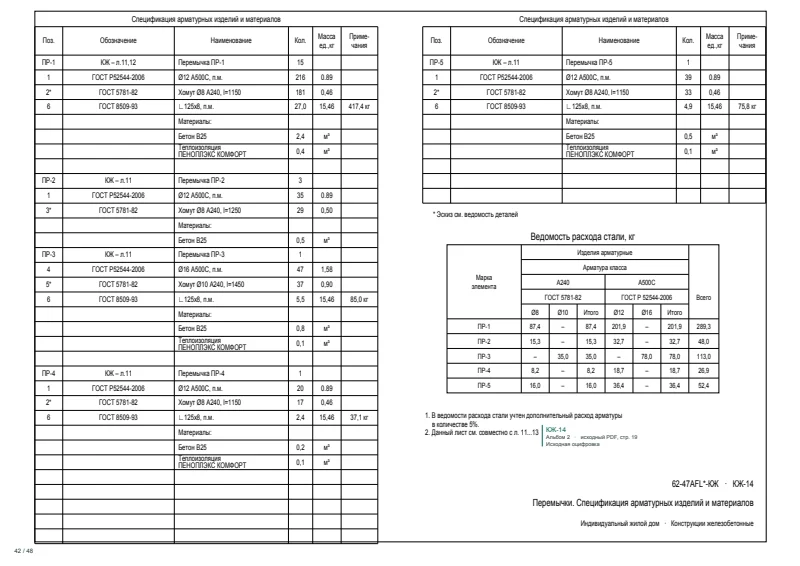 Спецификация арматурных изделий и материалов
Поз. Обозначение Наименование Кол. Масса ед.,кг Приме-чания
ПР-1 КЖ – л.11,12 Перемычка ПР-1 15
1 ГОСТ Р52544-2006 Ø12 А500С, п.м. 216 0.89
2* ГОСТ 5781-82 Хомут Ø8 А240, l=1150 181 0,46
6 ГОСТ 8509-93 ∟125x8, п.м. 27,0 15,46 417,4 кг
Материалы:
Бетон В25 2,4 м³
Теплоизоляция
ПЕНОПЛЭКС КОМФОРТ 0,4 м³
ПР-2 КЖ – л.11 Перемычка ПР-2 3
1 ГОСТ Р52544-2006 Ø12 А500С, п.м. 35 0.89
3* ГОСТ 5781-82 Хомут Ø8 А240, l=1250 29 0,50
Материалы:
Бетон В25 0,5 м³
ПР-3 КЖ – л.11 Перемычка ПР-3 1
4 ГОСТ Р52544-2006 Ø16 А500С, п.м. 47 1,58
5* ГОСТ 5781-82 Хомут Ø10 А240, l=1450 37 0,90
6 ГОСТ 8509-93 ∟125x8, п.м. 5,5 15,46 85,0 кг
Материалы:
Бетон В25 0,8 м³
Теплоизоляция
ПЕНОПЛЭКС КОМФОРТ 0,1 м³
ПР-4 КЖ – л.11 Перемычка ПР-4 1
1 ГОСТ Р52544-2006 Ø12 А500С, п.м. 20 0.89
2* ГОСТ 5781-82 Хомут Ø8 А240, l=1150 17 0,46
6 ГОСТ 8509-93 ∟125x8, п.м. 2,4 15,46 37,1 кг
Материалы:
Бетон В25 0,2 м³
Теплоизоляция
ПЕНОПЛЭКС КОМФОРТ 0,1 м³
Спецификация арматурных изделий и материалов
Поз. Обозначение Наименование Кол. Масса ед.,кг Приме-чания
ПР-5 КЖ – л.11 Перемычка ПР-5 1
1 ГОСТ Р52544-2006 Ø12 А500С, п.м. 39 0.89
2* ГОСТ 5781-82 Хомут Ø8 А240, l=1150 33 0,46
6 ГОСТ 8509-93 ∟125x8, п.м. 4,9 15,46 75,8 кг
Материалы:
Бетон В25 0,5 м³
Теплоизоляция
ПЕНОПЛЭКС КОМФОРТ 0,1 м³
* Эскиз см. ведомость деталей
Ведомость расхода стали, кг
Марка элемента Изделия арматурные Всего
Арматура класса
А240 А500С
ГОСТ 5781-82 ГОСТ Р 52544-2006
Ø8 Ø10 Итого Ø12 Ø16 Итого
ПР-1 87,4 – 87,4 201,9 – 201,9 289,3
ПР-2 15,3 – 15,3 32,7 – 32,7 48,0
ПР-3 – 35,0 35,0 – 78,0 78,0 113,0
ПР-4 8,2 – 8,2 18,7 – 18,7 26,9
ПР-5 16,0 – 16,0 36,4 – 36,4 52,4
1. В ведомости расхода стали учтен дополнительный расход арматуры
в количестве 5%.
2. Данный лист см. совместно с л. 11...13
КЖ-14
Альбом 2 · исходный PDF, стр. 19
Исходная оцифровка
62-47AFL*-КЖ · КЖ-14
Перемычки. Спецификация арматурных изделий и материалов
Индивидуальный жилой дом · Конструкции железобетонные
42 / 48